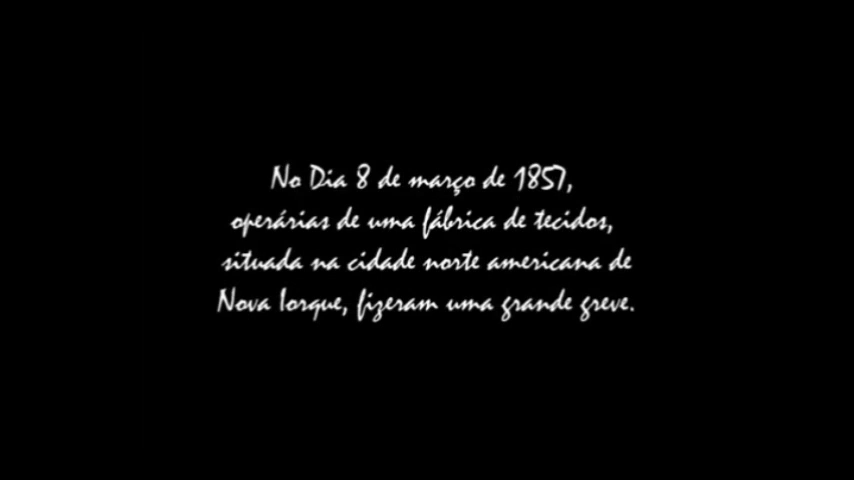 No Dia 8 de março de 1857,
operárias de uma fábrica de tecidos,
situada na cidade norte americana de
Nova Iorque, fizeram uma grande greve.